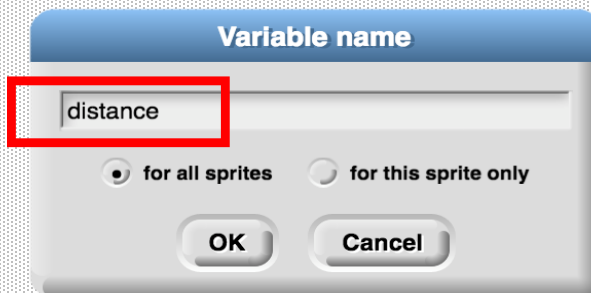 Variable name
distance
for all sprites for this sprite only
OK Cancel